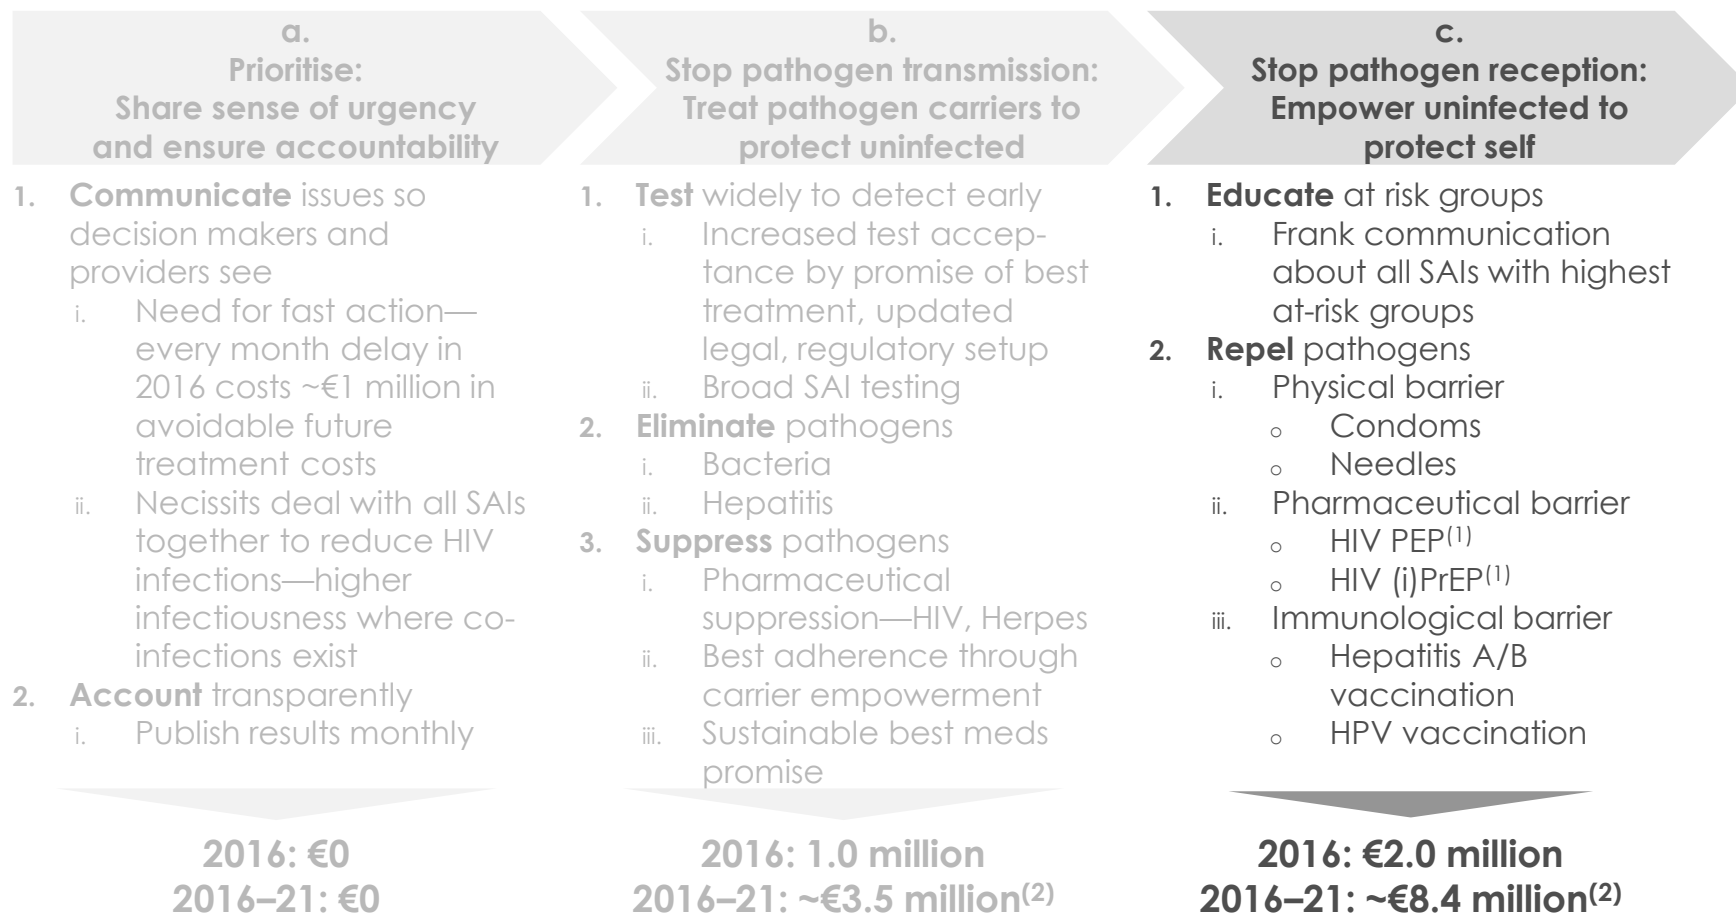 a.
Prioritise:
Share sense of urgency
and ensure accountability
1. Communicate issues so
decision makers and
providers see
i. Need for fast action—
every month delay in
2016 costs ~€1 million in
avoidable future
treatment costs
ii. Necissits deal with all SAIs
together to reduce HIV
infections—higher
infectiousness where co-
infections exist
2. Account transparently
i. Publish results monthly
2016: €0
2016–21: €0
b.
Stop pathogen transmission:
Treat pathogen carriers to
protect uninfected
1. Test widely to detect early
i. Increased test accep-
tance by promise of best
treatment, updated
legal, regulatory setup
ii. Broad SAI testing
2. Eliminate pathogens
i. Bacteria
ii. Hepatitis
3. Suppress pathogens
i. Pharmaceutical
suppression—HIV, Herpes
ii. Best adherence through
carrier empowerment
iii. Sustainable best meds
promise
2016: 1.0 million
2016–21: ~€3.5 million(2)
c.
Stop pathogen reception:
Empower uninfected to
protect self
1. Educate at risk groups
i. Frank communication
about all SAIs with highest
at-risk groups
2. Repel pathogens
i. Physical barrier
o Condoms
o Needles
ii. Pharmaceutical barrier
o HIV PEP(1)
o HIV (i)PrEP(1)
iii. Immunological barrier
o Hepatitis A/B
vaccination
o HPV vaccination
2016: €2.0 million
2016–21: ~€8.4 million(2)